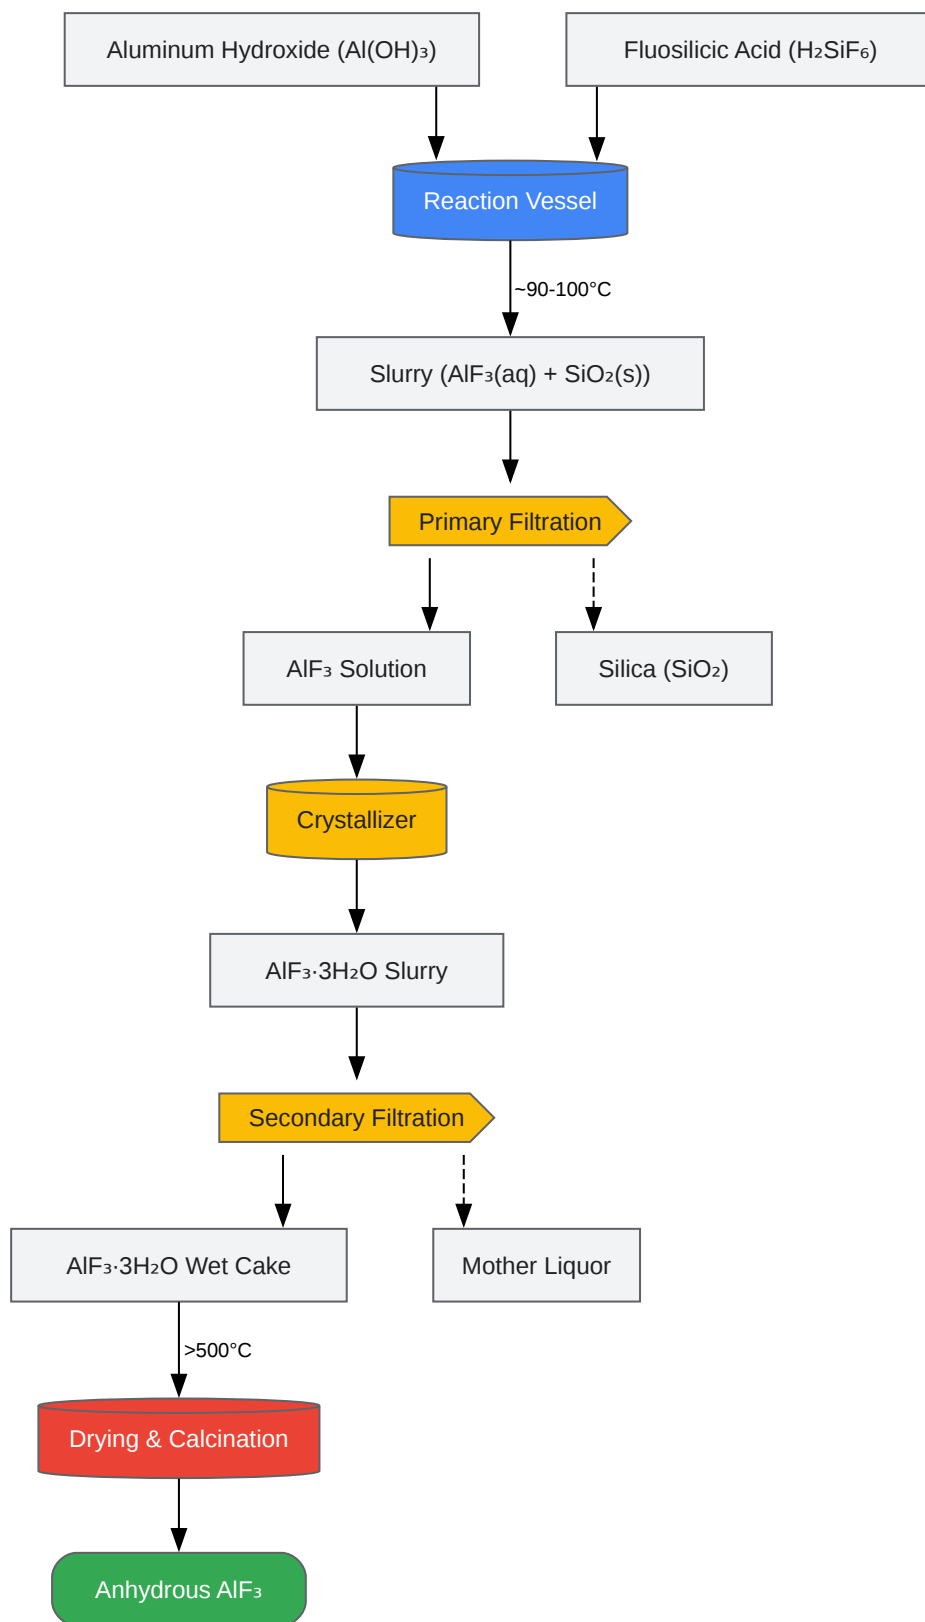 Aluminum Hydroxide (Al(OH)₃)
Fluosilicic Acid (H₂SiF₆)
Reaction Vessel
~90-100°C
Slurry (AlF₃(aq) + SiO₂(s))
Primary Filtration
AlF₃ Solution
Silica (SiO₂)
Crystallizer
AlF₃·3H₂O Slurry
Secondary Filtration
AlF₃·3H₂O Wet Cake
Mother Liquor
>500°C
Drying & Calcination
Anhydrous AlF₃